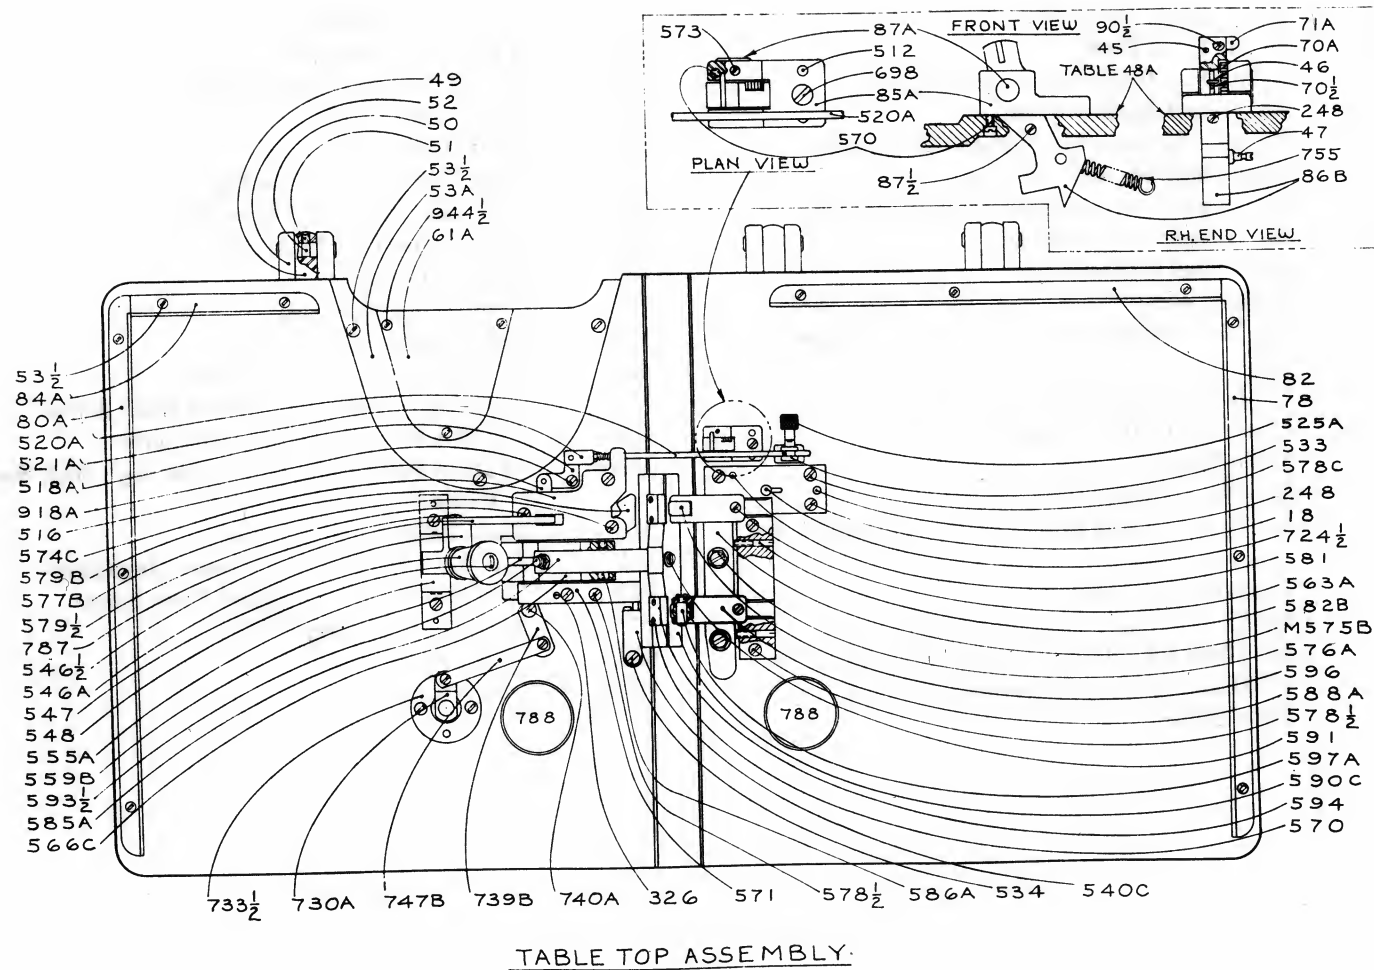 573
87A
512
698
85A
520A
570
87½
PLAN VIEW
FRONT VIEW
90½
45
TABLE 48A
71A
70A
46
70½
248
47
755
86B
R.H. END VIEW
49
52
50
51
53½
53A
944½
61A
53½
84A
80A
520A
521A
518A
918A
516
574C
579B
577B
579½
787
546½
546A
547
548
555A
559B
593½
585A
566C
82
78
525A
533
578C
248
18
724½
581
563A
582B
M575B
576A
596
588A
578½
591
597A
590C
594
570
788
788
733½
730A
747B
739B
740A
326
571
578½
586A
534
540C
TABLE TOP ASSEMBLY.